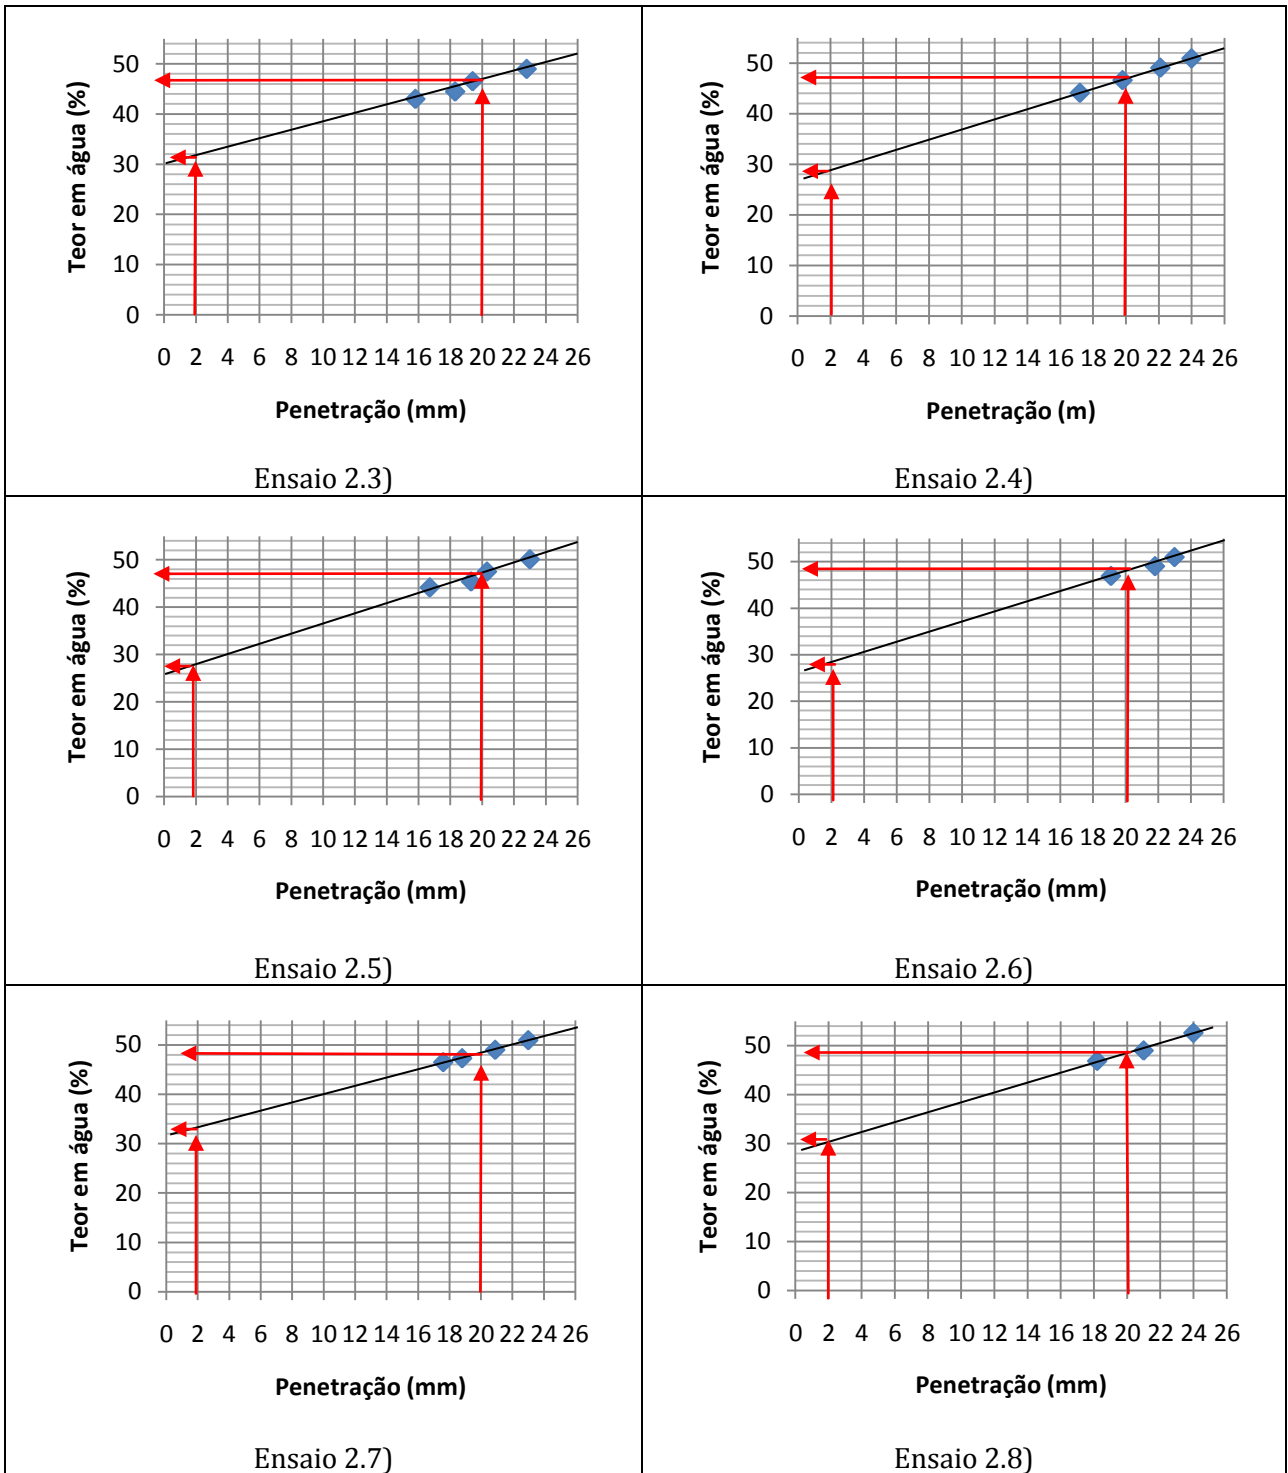 Teor em água (%)
50
40
30
20
10
0
0 2 4 6 8 10 12 14 16 18 20 22 24 26
Penetração (mm)
Ensaio 2.3)
Teor em água (%)
50
40
30
20
10
0
0 2 4 6 8 10 12 14 16 18 20 22 24 26
Penetração (m)
Ensaio 2.4)
Teor em água (%)
50
40
30
20
10
0
0 2 4 6 8 10 12 14 16 18 20 22 24 26
Penetração (mm)
Ensaio 2.5)
Teor em água (%)
50
40
30
20
10
0
0 2 4 6 8 10 12 14 16 18 20 22 24 26
Penetração (mm)
Ensaio 2.6)
Teor em água (%)
50
40
30
20
10
0
0 2 4 6 8 10 12 14 16 18 20 22 24 26
Penetração (mm)
Ensaio 2.7)
Teor em água (%)
50
40
30
20
10
0
0 2 4 6 8 10 12 14 16 18 20 22 24 26
Penetração (mm)
Ensaio 2.8)